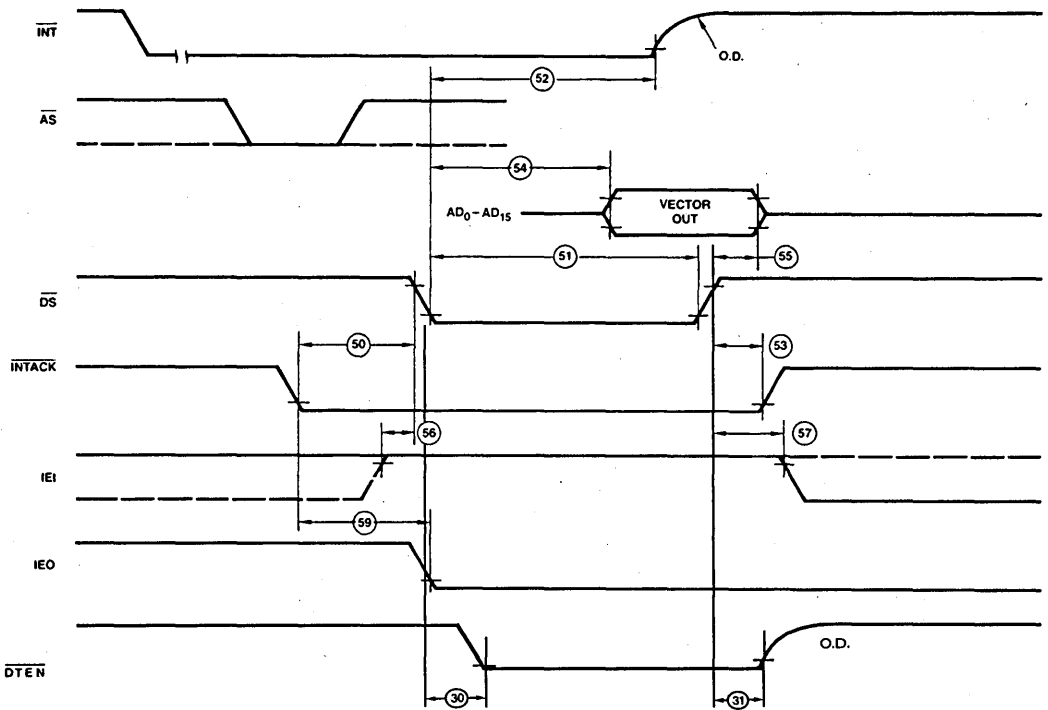 INT
O.D.
52
AS
54
AD0-AD15
VECTOR
OUT
51
55
DS
50
53
INTACK
56
57
IEI
59
IEO
O.D.
DTEN
30
31